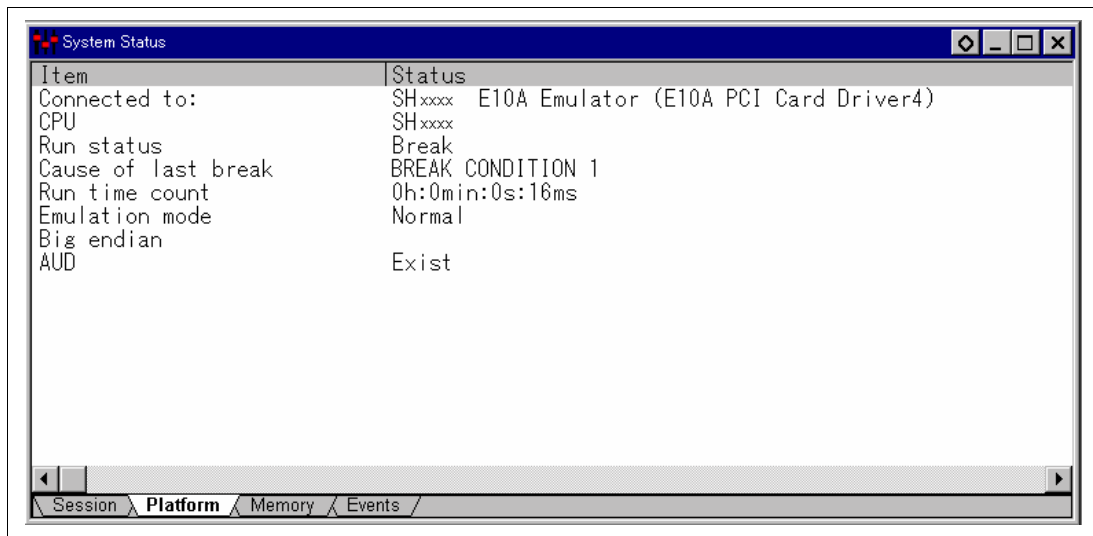 System Status
Item Status
Connected to: SHxxxx E10A Emulator (E10A PCI Card Driver4)
CPU SHxxxx
Run status Break
Cause of last break BREAK CONDITION 1
Run time count 0h:0min:0s:16ms
Emulation mode Normal
Big endian
AUD Exist
Session Platform Memory Events